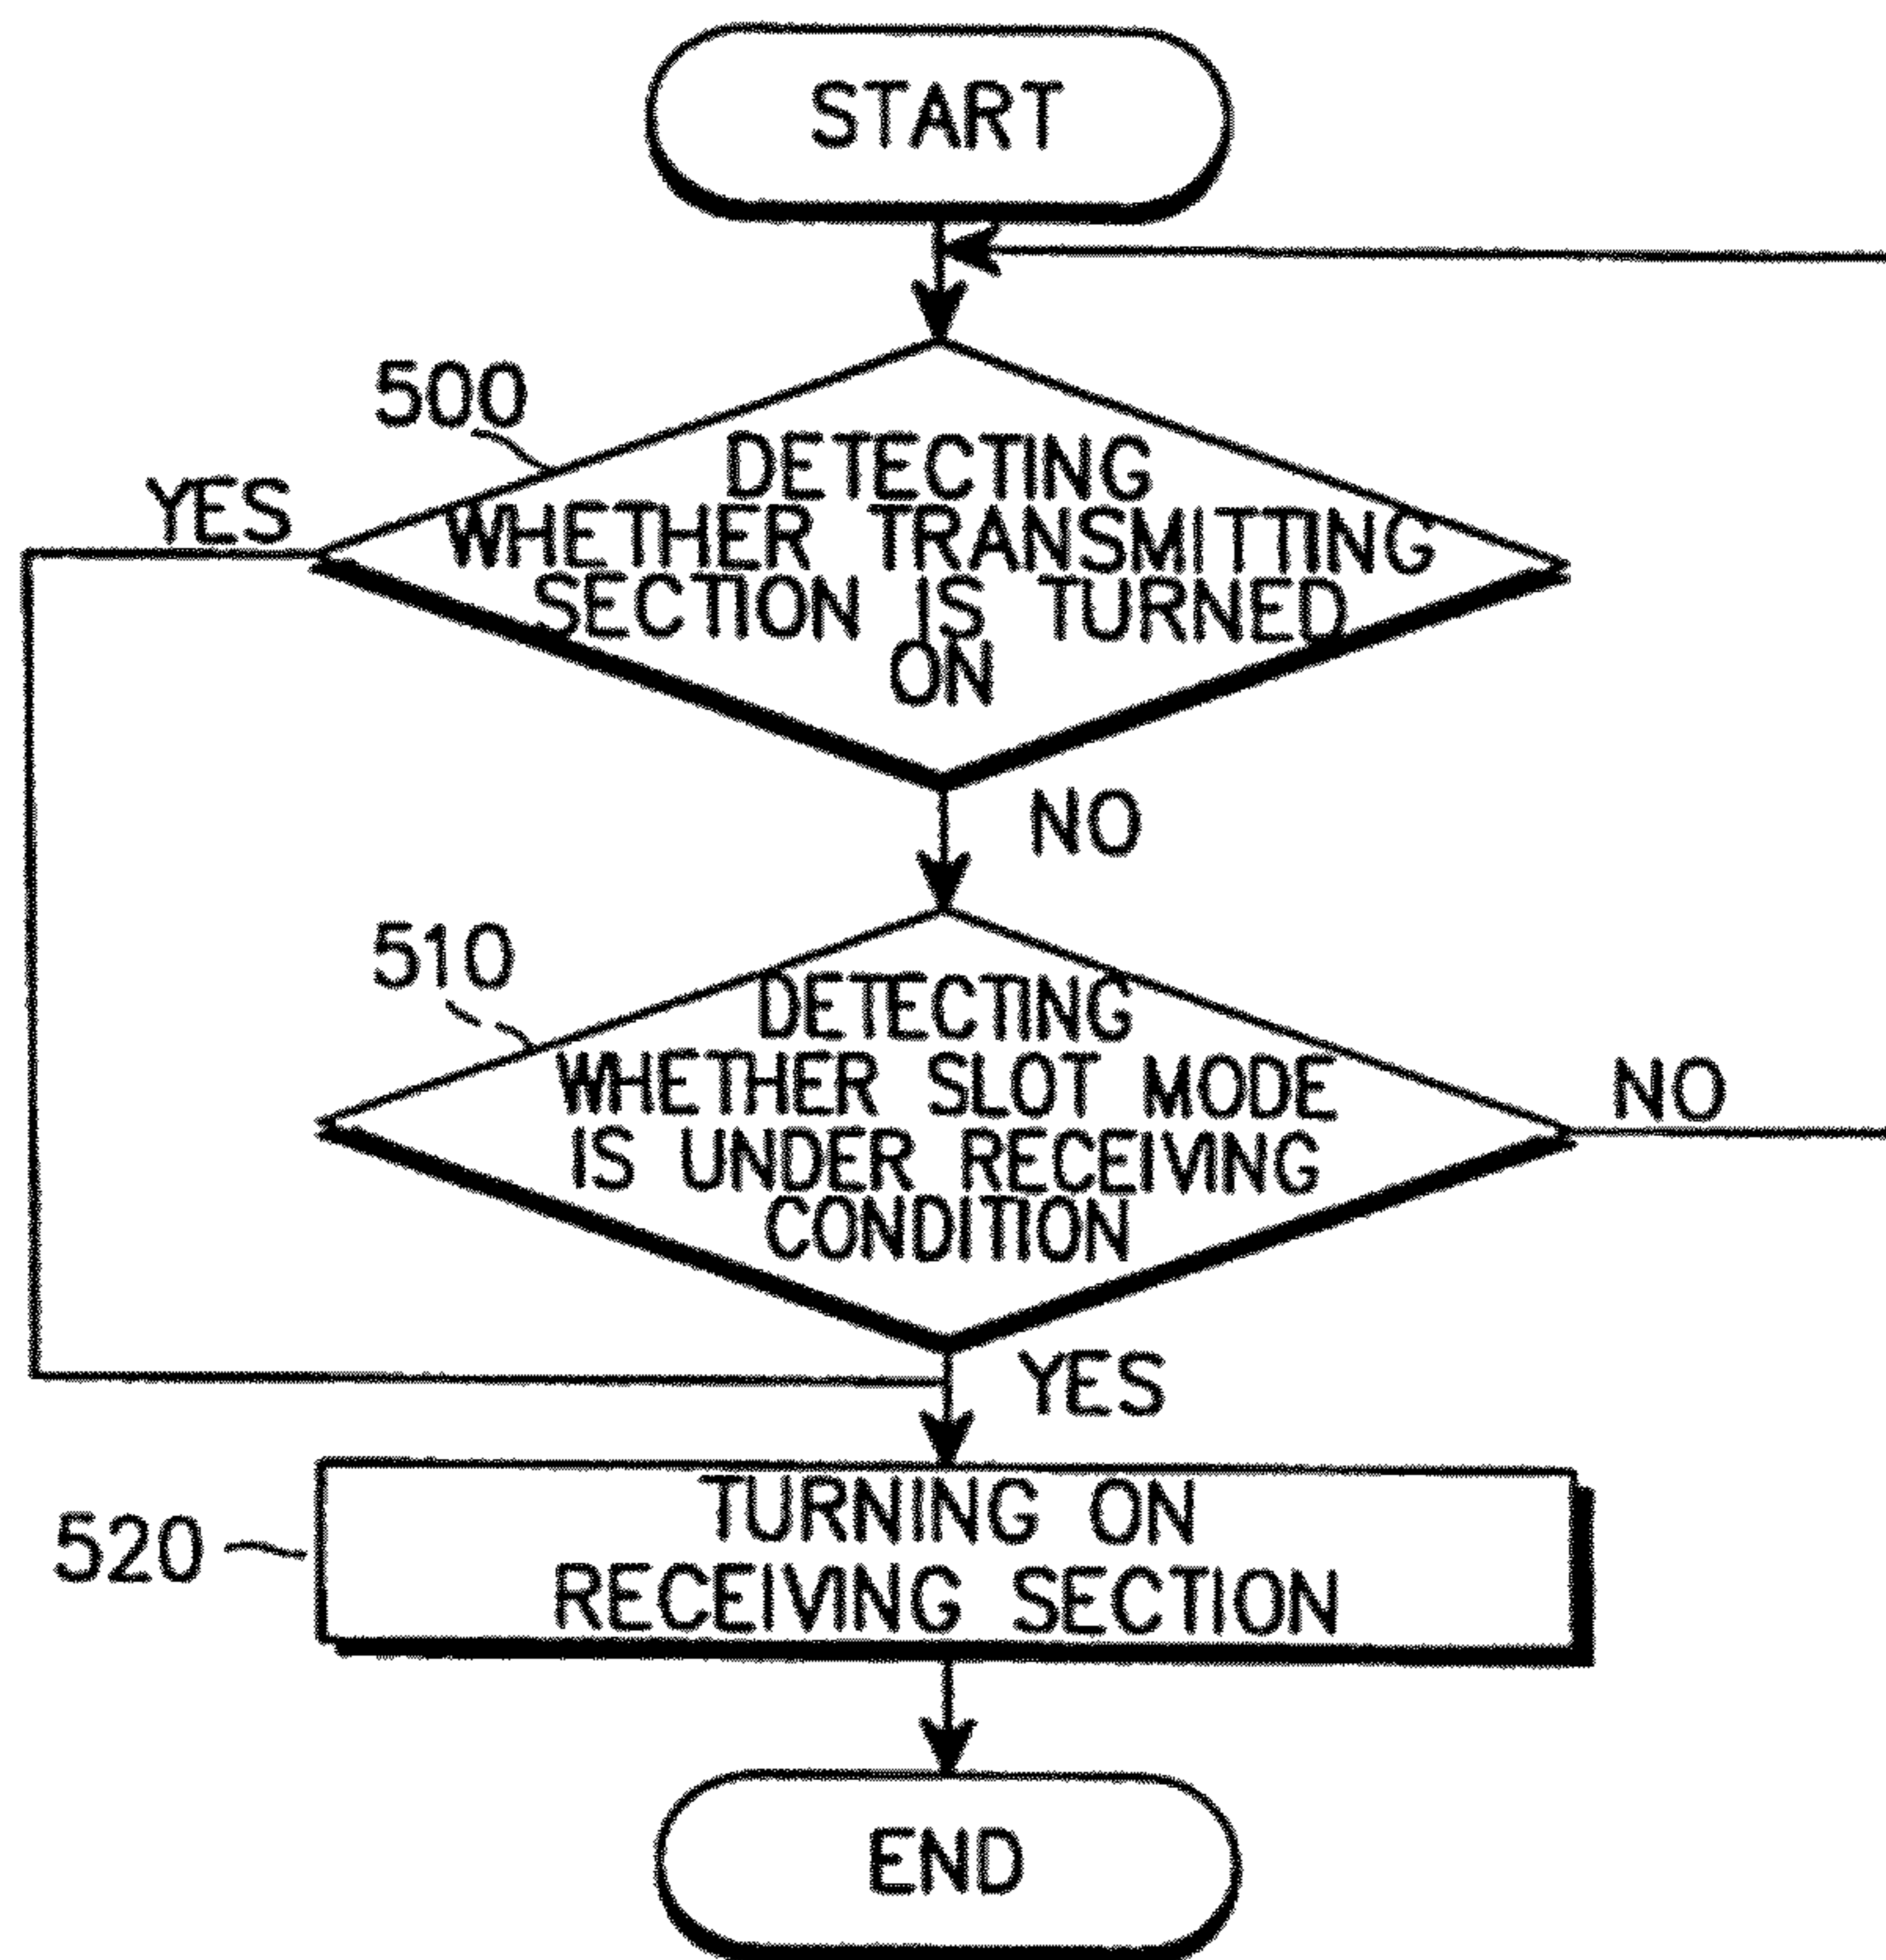 START
500
YES
DETECTING
WHETHER TRANSMITTING
SECTION IS TURNED
ON
NO
510
DETECTING
WHETHER SLOT MODE
IS UNDER RECEIVING
CONDITION
NO
YES
520
TURNING ON
RECEIVING SECTION
END